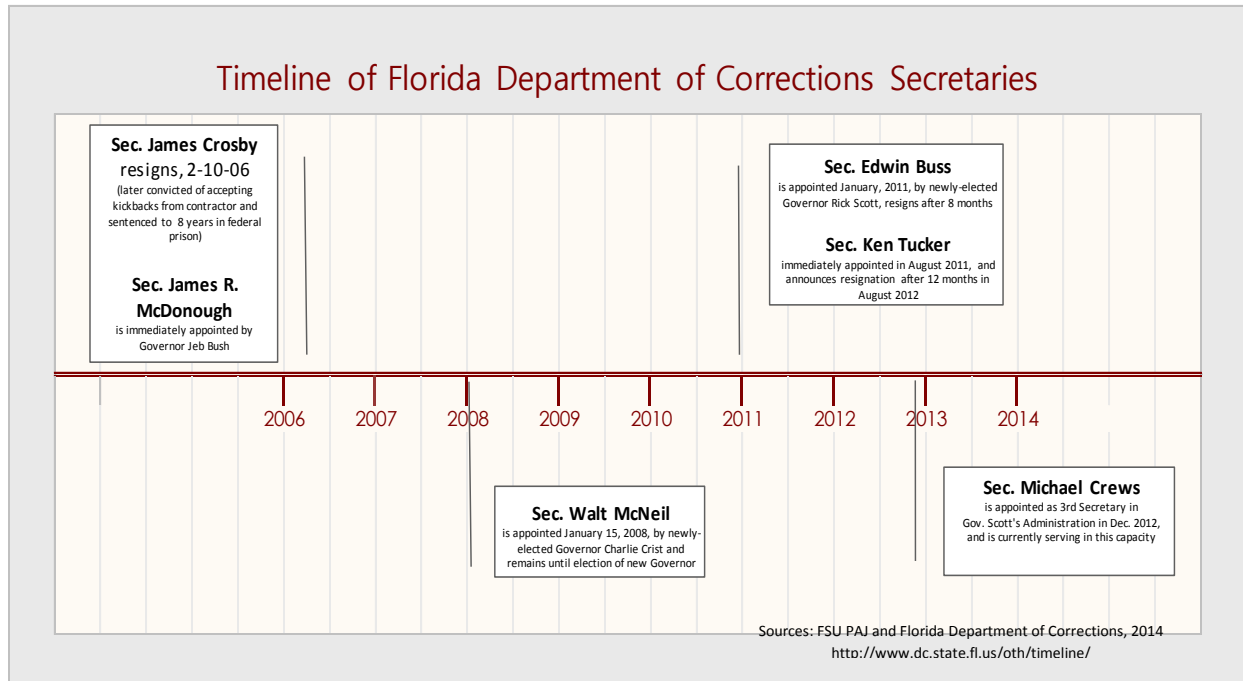 Timeline of Florida Department of Corrections Secretaries
Sec. James Crosby
resigns, 2-10-06
(later convicted of accepting
kickbacks from contractor and
sentenced to 8 years in federal
prison)
Sec. James R.
McDonough
is immediately appointed by
Governor Jeb Bush
Sec. Edwin Buss
is appointed January, 2011, by newly-elected
Governor Rick Scott, resigns after 8 months
Sec. Ken Tucker
immediately appointed in August 2011, and
announces resignation after 12 months in
August 2012
2006 2007 2008 2009 2010 2011 2012 2013 2014
Sec. Walt McNeil
is appointed January 15, 2008, by newly-
elected Governor Charlie Crist and
remains until election of new Governor
Sec. Michael Crews
is appointed as 3rd Secretary in
Gov. Scott's Administration in Dec. 2012,
and is currently serving in this capacity
Sources: FSU PAJ and Florida Department of Corrections, 2014
http://www.dc.state.fl.us/oth/timeline/